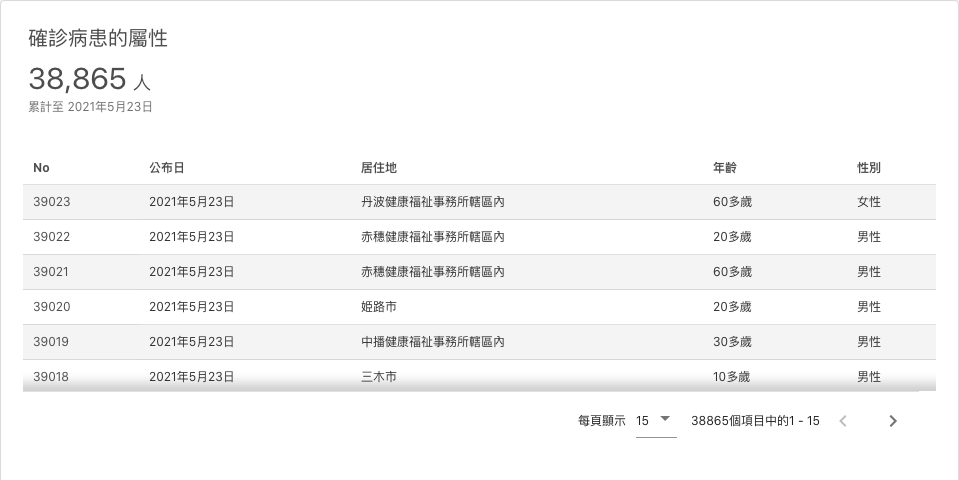 確診病患的屬性
38,865 人
累計至 2021年5月23日
No 公布日 居住地 年齡 性別
39023 2021年5月23日 丹波健康福祉事務所轄區內 60多歲 女性
39022 2021年5月23日 赤穗健康福祉事務所轄區內 20多歲 男性
39021 2021年5月23日 赤穗健康福祉事務所轄區內 60多歲 男性
39020 2021年5月23日 姬路市 20多歲 男性
39019 2021年5月23日 中播健康福祉事務所轄區內 30多歲 男性
39018 2021年5月23日 三木市 10多歲 男性
每頁顯示 15 38865個項目中的1 - 15